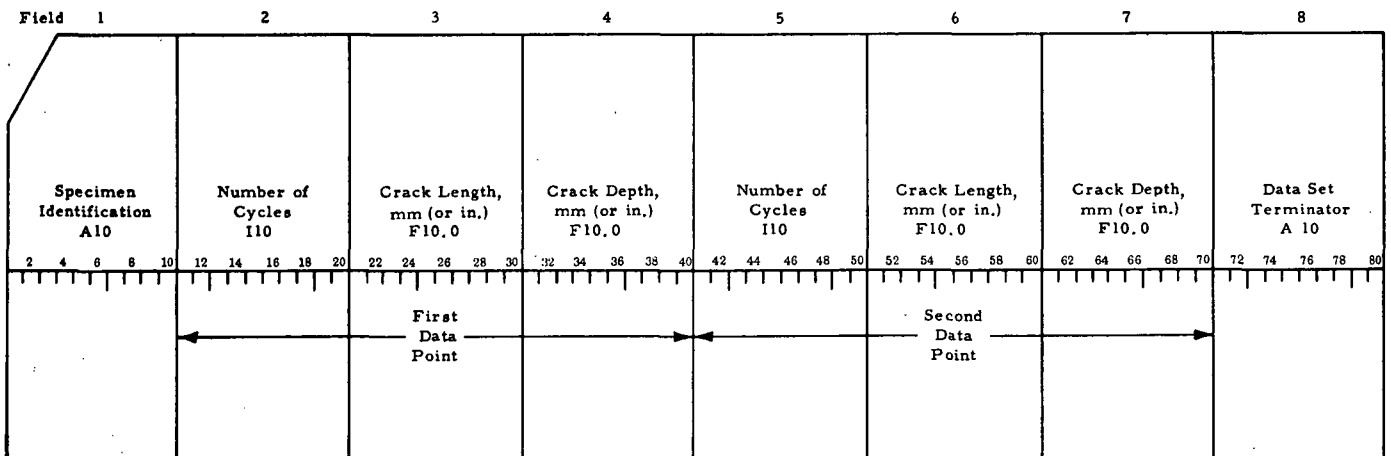 Field 1 2 3 4 5 6 7 8
Specimen Identification A10
Number of Cycles I10
Crack Length, mm (or in.) F10.0
Crack Depth, mm (or in.) F10.0
Number of Cycles I10
Crack Length, mm (or in.) F10.0
Crack Depth, mm (or in.) F10.0
Data Set Terminator A 10
2 4 6 8 10 12 14 16 18 20 22 24 26 28 30 32 34 36 38 40 42 44 46 48 50 52 54 56 58 60 62 64 66 68 70 72 74 76 78 80
First Data Point
Second Data Point